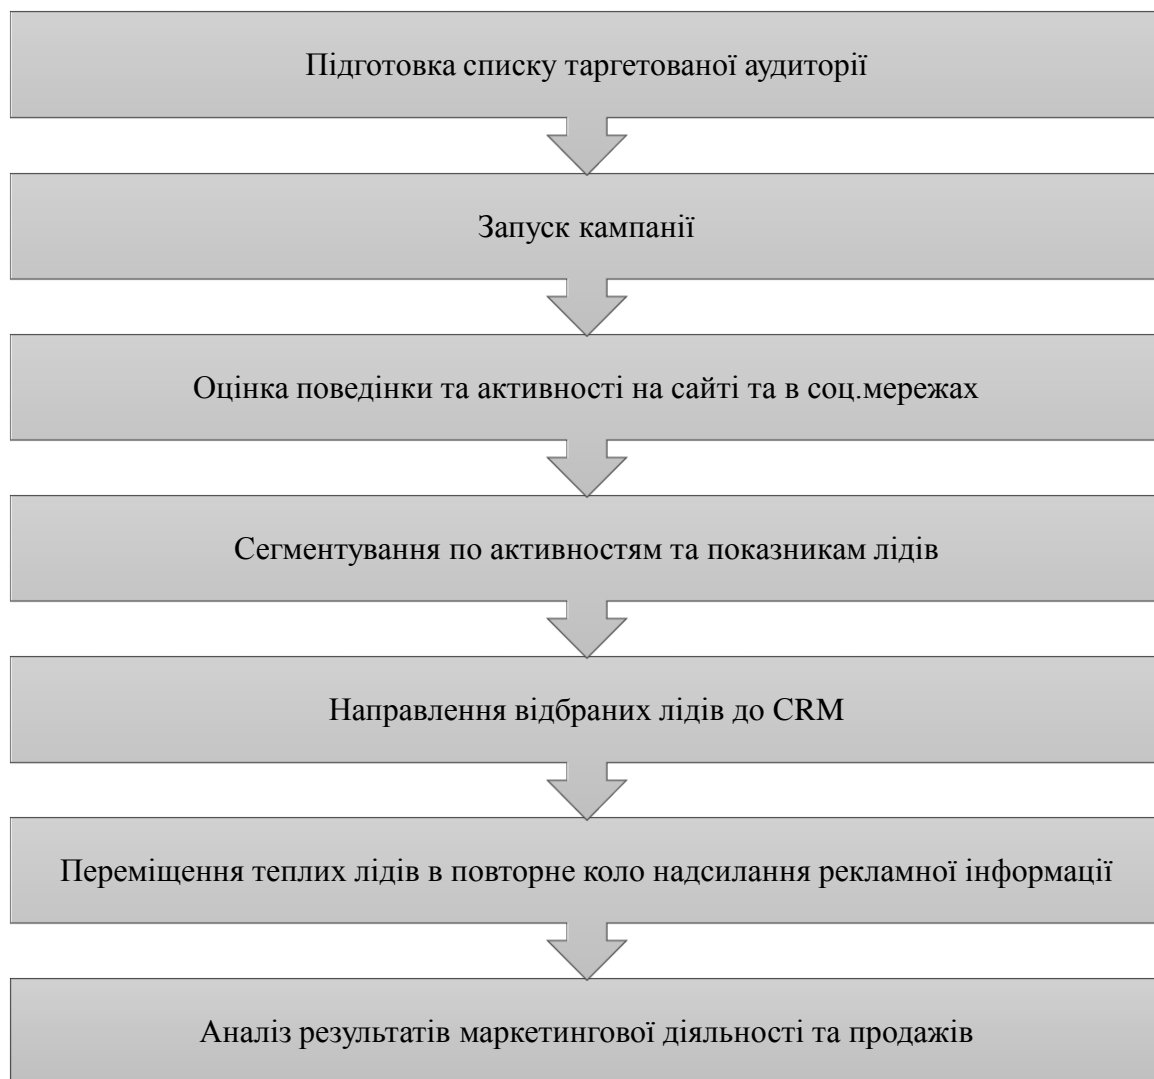 Підготовка списку таргетованої аудиторії
Запуск кампанії
Оцінка поведінки та активності на сайті та в соц.мережах
Сегментування по активностям та показникам лідів
Направлення відбраних лідів до CRM
Переміщення теплих лідів в повторне коло надсилання рекламної інформації
Аналіз результатів маркетингової діяльності та продажів